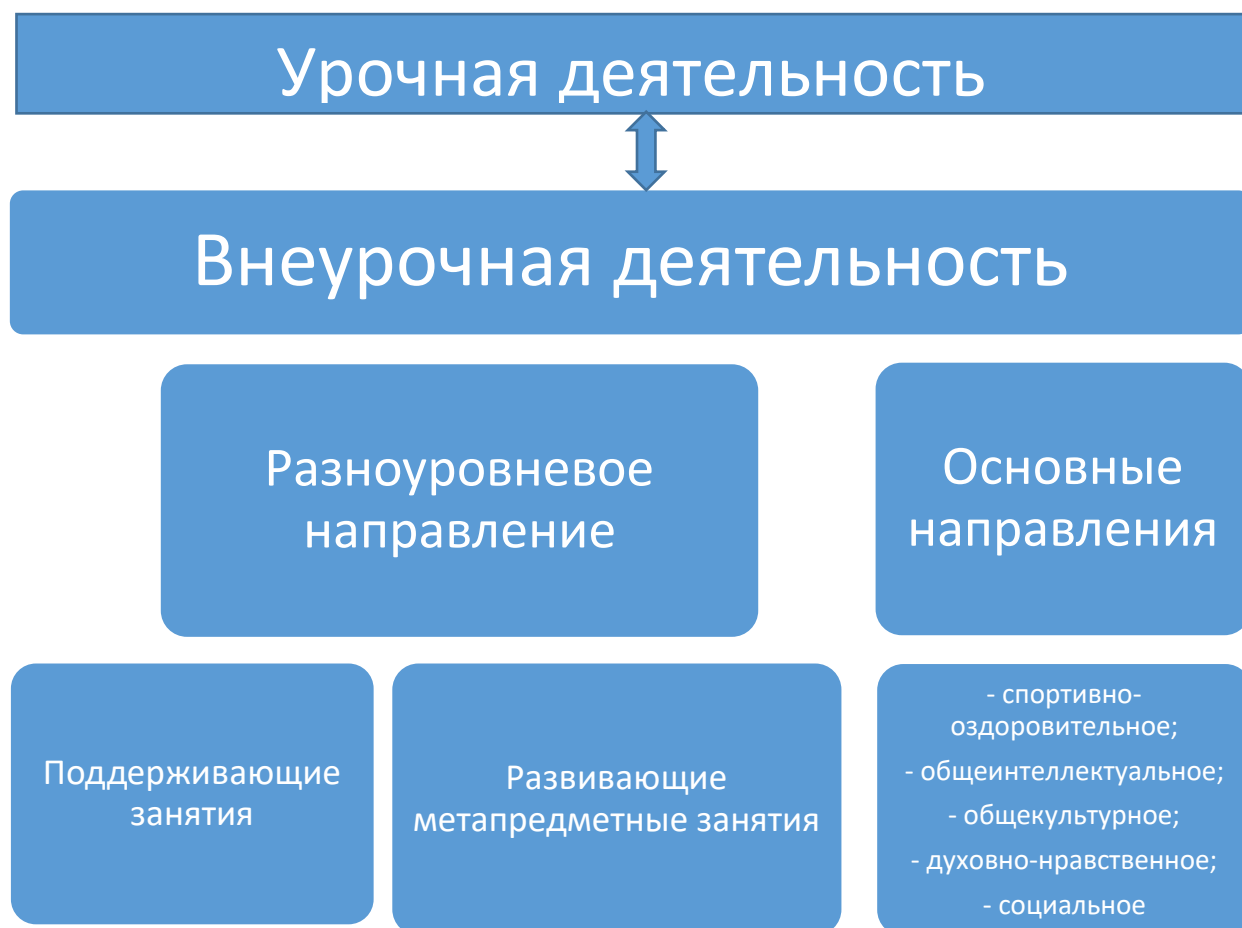 Урочная деятельность
Внеурочная деятельность
Разноуровневое
направление
Основные
направления
Поддерживающие
занятия
Развивающие
метапредметные занятия
- спортивно-
оздоровительное;
- общеинтеллектуальное;
- общекультурное;
- духовно-нравственное;
- социальное